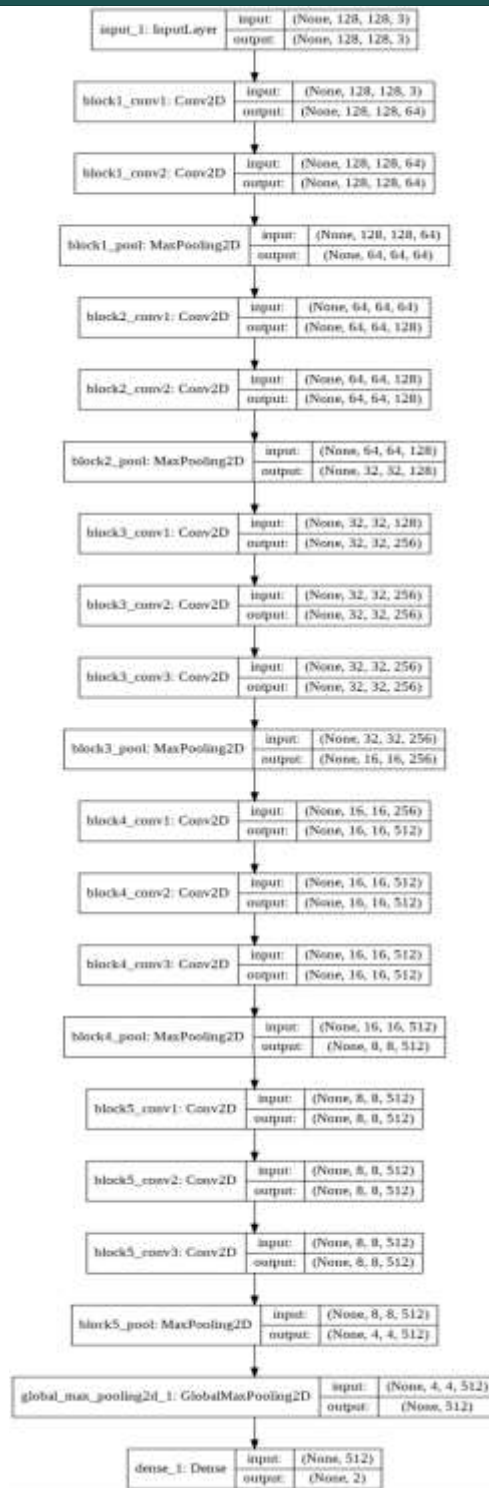 input_1: InputLayer input: (None, 128, 128, 3)
output: (None, 128, 128, 3)
block1_conv1: Conv2D input: (None, 128, 128, 3)
output: (None, 128, 128, 64)
block1_conv2: Conv2D input: (None, 128, 128, 64)
output: (None, 128, 128, 64)
block1_pool: MaxPooling2D input: (None, 128, 128, 64)
output: (None, 64, 64, 64)
block2_conv1: Conv2D input: (None, 64, 64, 64)
output: (None, 64, 64, 128)
block2_conv2: Conv2D input: (None, 64, 64, 128)
output: (None, 64, 64, 128)
block2_pool: MaxPooling2D input: (None, 64, 64, 128)
output: (None, 32, 32, 128)
block3_conv1: Conv2D input: (None, 32, 32, 128)
output: (None, 32, 32, 256)
block3_conv2: Conv2D input: (None, 32, 32, 256)
output: (None, 32, 32, 256)
block3_conv3: Conv2D input: (None, 32, 32, 256)
output: (None, 32, 32, 256)
block3_pool: MaxPooling2D input: (None, 32, 32, 256)
output: (None, 16, 16, 256)
block4_conv1: Conv2D input: (None, 16, 16, 256)
output: (None, 16, 16, 512)
block4_conv2: Conv2D input: (None, 16, 16, 512)
output: (None, 16, 16, 512)
block4_conv3: Conv2D input: (None, 16, 16, 512)
output: (None, 16, 16, 512)
block4_pool: MaxPooling2D input: (None, 16, 16, 512)
output: (None, 8, 8, 512)
block5_conv1: Conv2D input: (None, 8, 8, 512)
output: (None, 8, 8, 512)
block5_conv2: Conv2D input: (None, 8, 8, 512)
output: (None, 8, 8, 512)
block5_conv3: Conv2D input: (None, 8, 8, 512)
output: (None, 8, 8, 512)
block5_pool: MaxPooling2D input: (None, 8, 8, 512)
output: (None, 4, 4, 512)
global_max_pooling2d_1: GlobalMaxPooling2D input: (None, 4, 4, 512)
output: (None, 512)
dense_1: Dense input: (None, 512)
output: (None, 2)